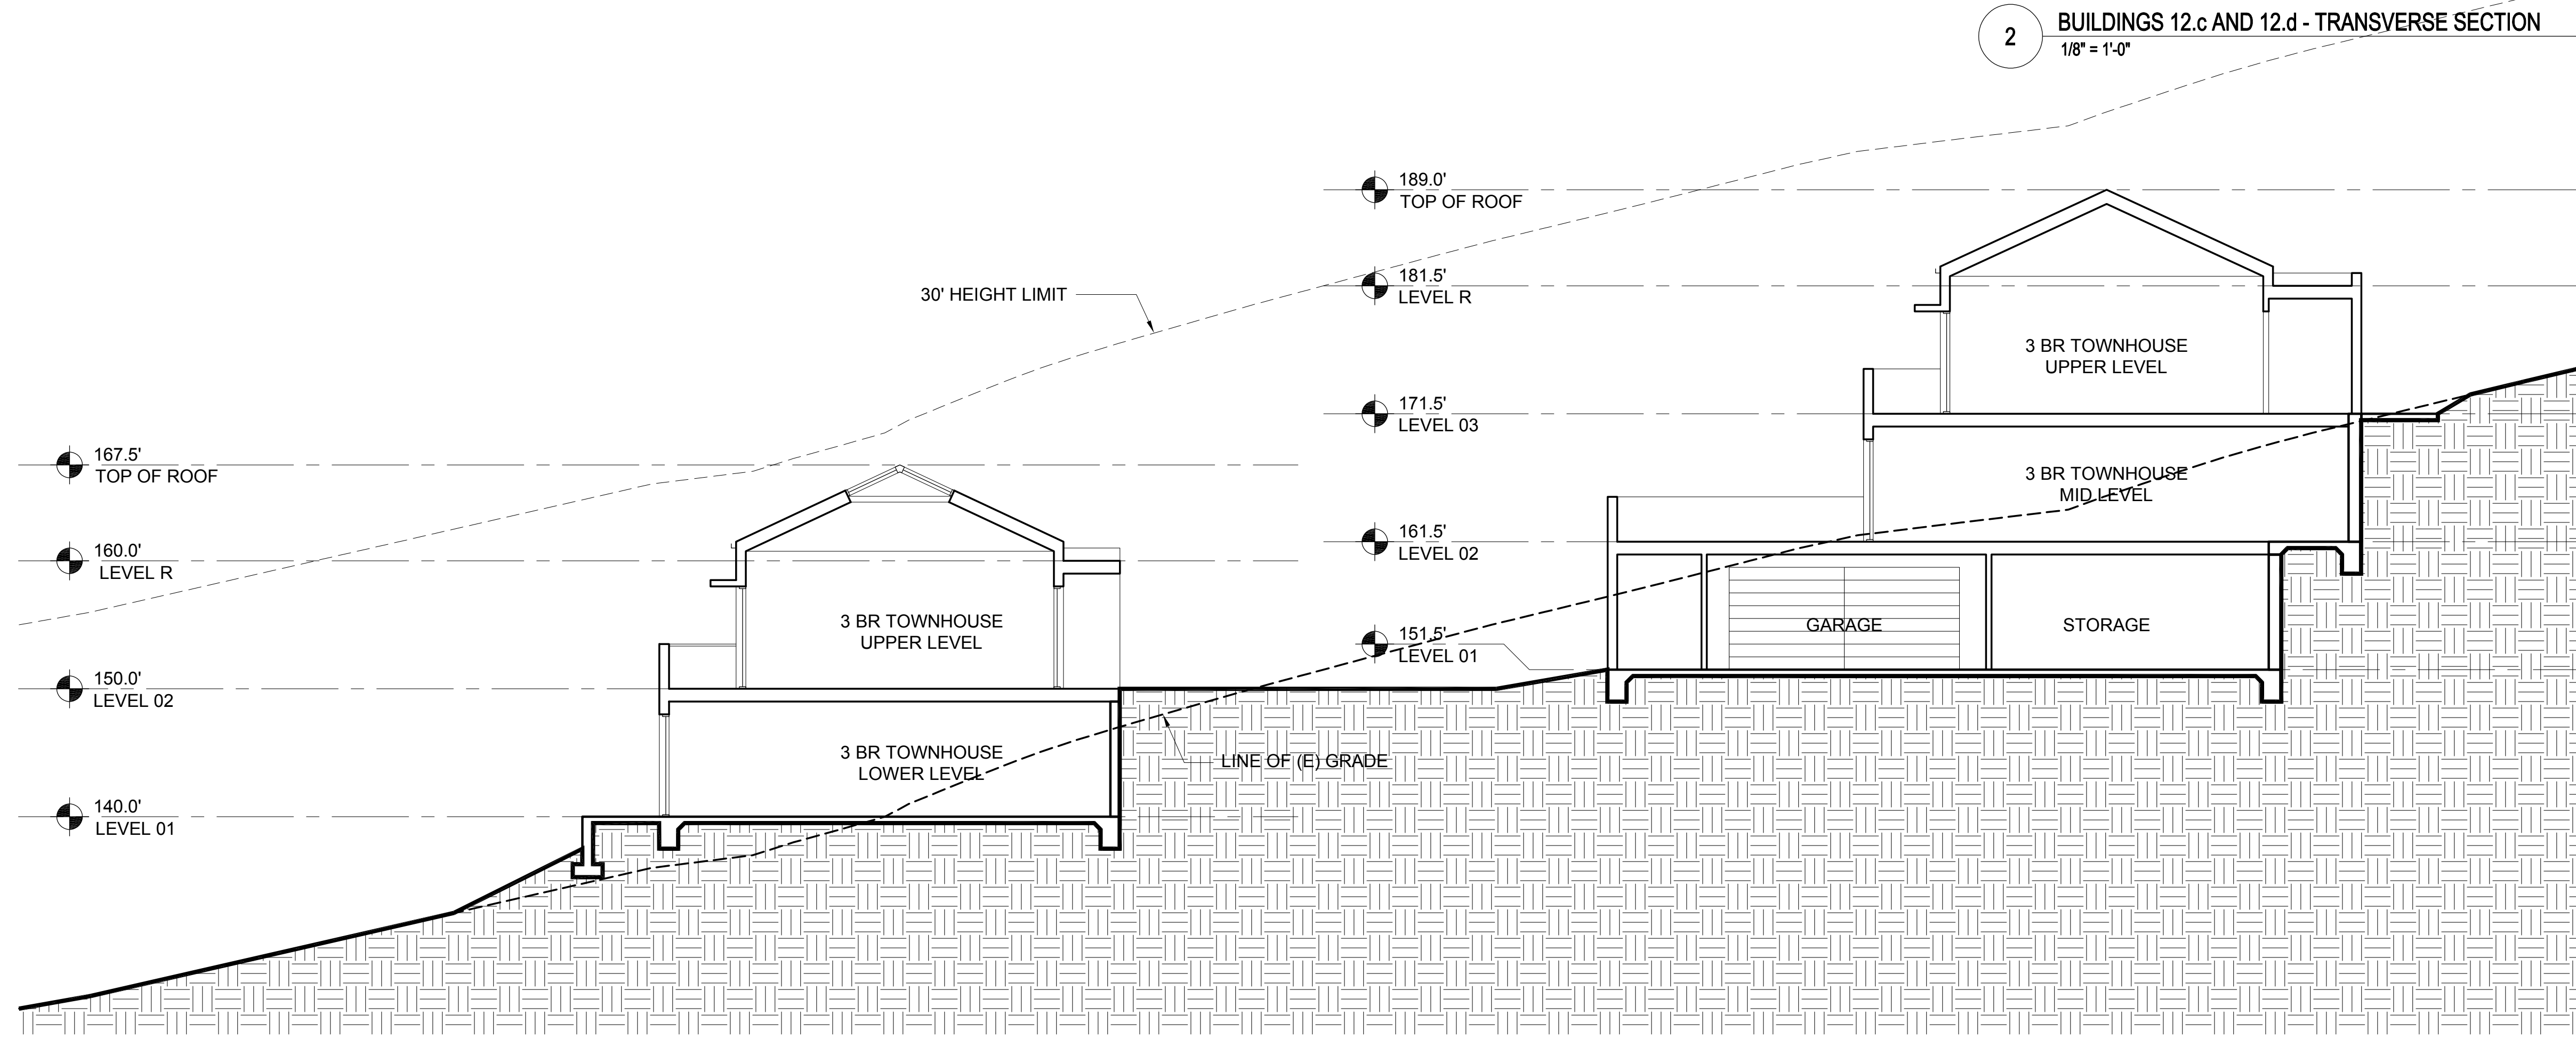 2
BUILDINGS 12.c AND 12.d - TRANSVERSE SECTION
1/8" = 1'-0"
189.0'
TOP OF ROOF
181.5'
LEVEL R
30' HEIGHT LIMIT
3 BR TOWNHOUSE
UPPER LEVEL
171.5'
LEVEL 03
167.5'
TOP OF ROOF
3 BR TOWNHOUSE
MID LEVEL
161.5'
LEVEL 02
160.0'
LEVEL R
3 BR TOWNHOUSE
UPPER LEVEL
GARAGE
STORAGE
151.5'
LEVEL 01
150.0'
LEVEL 02
3 BR TOWNHOUSE
LOWER LEVEL
LINE OF (E) GRADE
140.0'
LEVEL 01